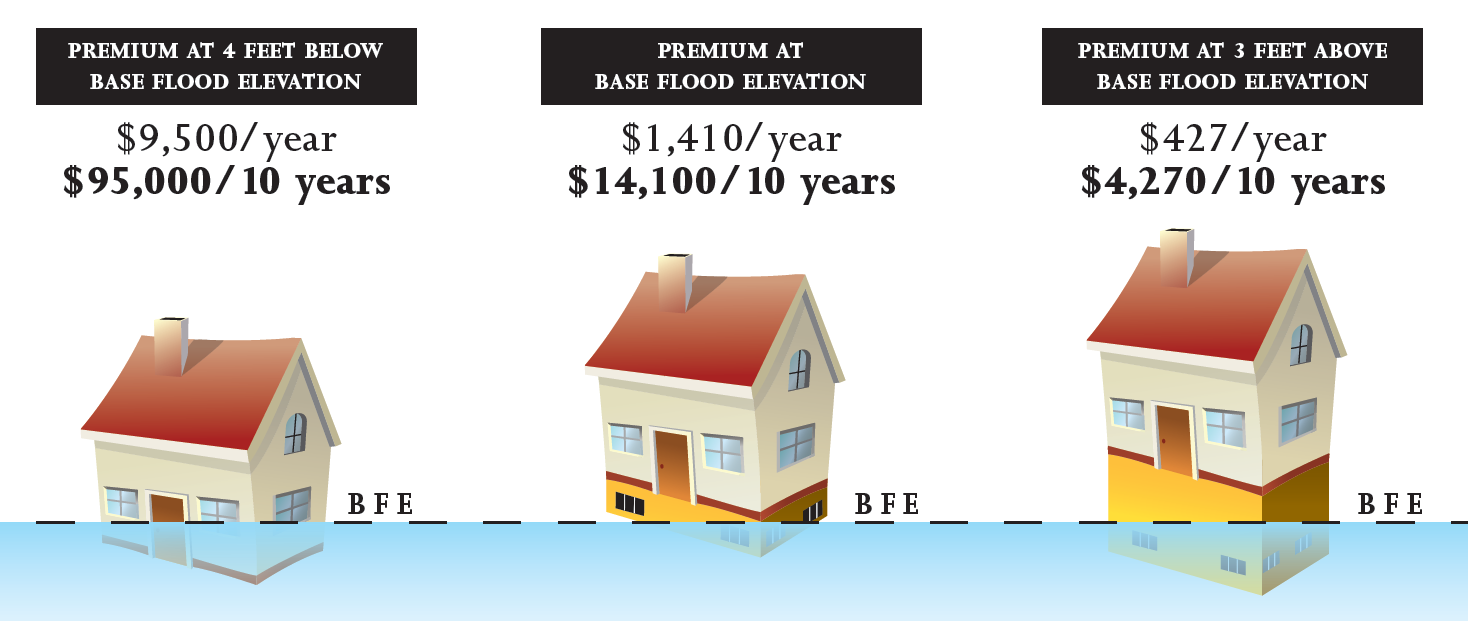 PREMIUM AT 4 FEET BELOW
BASE FLOOD ELEVATION
$9,500/year
$95,000/10 years
BFE
PREMIUM AT
BASE FLOOD ELEVATION
$1,410/year
$14,100/10 years
BFE
PREMIUM AT 3 FEET ABOVE
BASE FLOOD ELEVATION
$427/year
$4,270/10 years
BFE